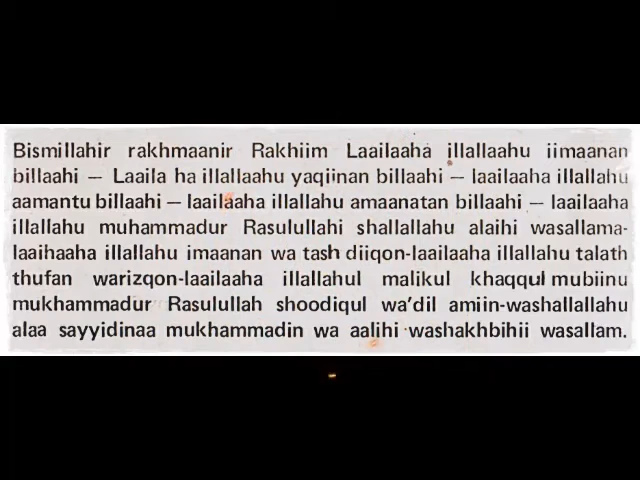 Bismillahir rakhmaanir Rakhiim Laailaaha illallaahu iimaanan
billaahi — Laaila ha illallaahu yaqiinan billaahi — laailaaha illallahu
aamantu billaahi — laailaaha illallahu amaanatan billaahi — laailaaha
illallahu muhammadur Rasulullahi shallallahu alaihi wasallama-
laaihaaha illallahu imaanan wa tash diiqon-laailaaha illallahu talath
thufan warizqon-laailaaha illallahul malikul khaqqul mubiinu
mukhammadur Rasulullah shoodiqul wa’dil amiin-washallallahu
alaa sayyidinaa mukhammadin wa aalihi washakhbihii wasallam.